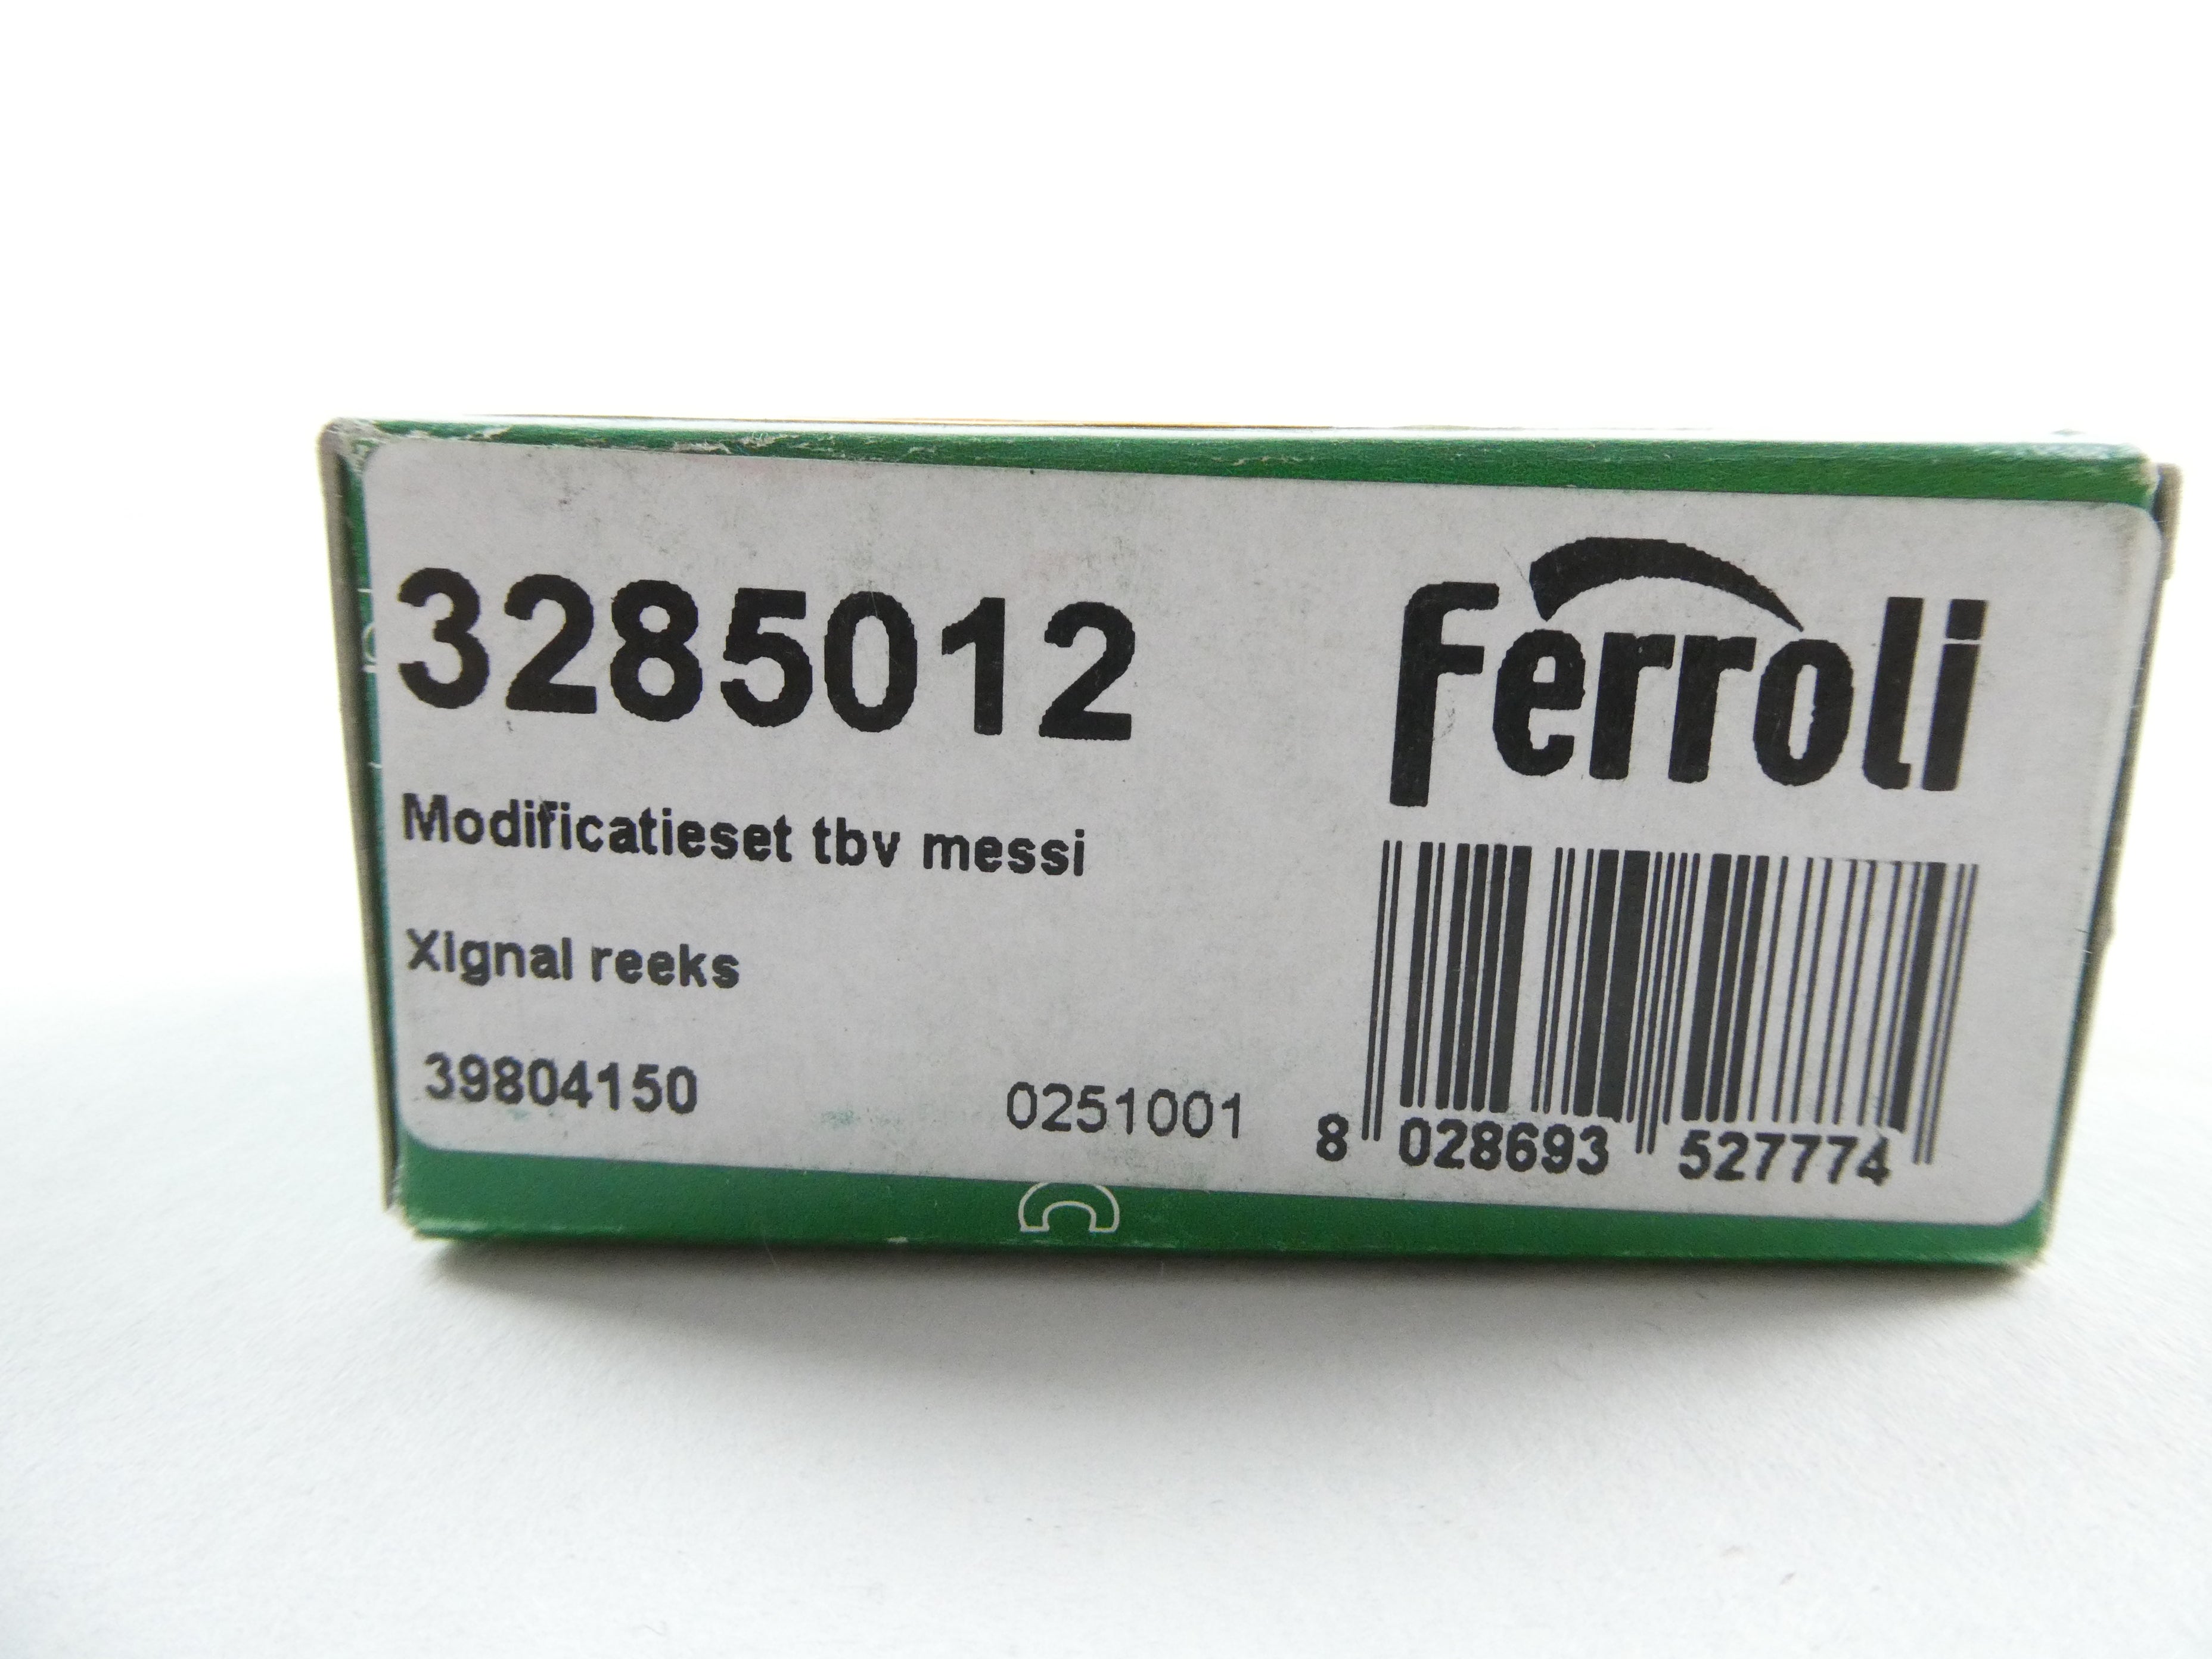 3285012
Ferroli
Modificatieset tbv messi
Xignal reeks
39804150
0251001
8 028693 527774